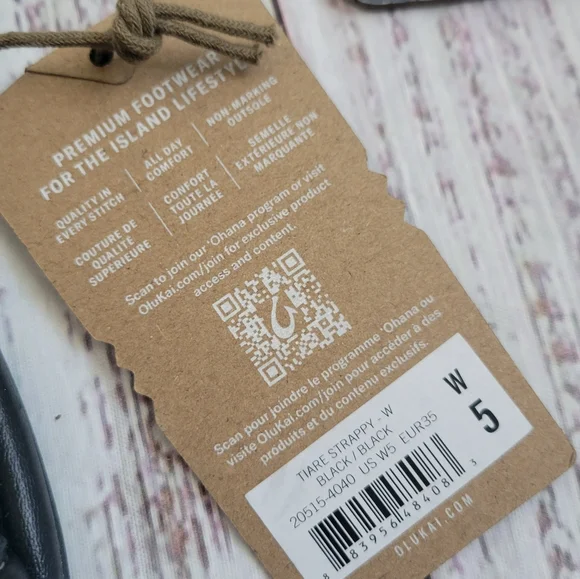 PREMIUM FOOTWEAR
FOR THE ISLAND LIFESTYLE
QUALITY IN
EVERY STITCH
ALL DAY
COMFORT
NON-MARKING
OUTSOLE
COUTURE DE
QUALITÉ
SUPÉRIEURE
CONFORT
TOUTE LA
JOURNÉE
SEMELLE
EXTÉRIEURE NON
MARQUANTE
Scan to join our 'Ohana program or visit
OluKai.com/join for exclusive product
access and content.
Scan pour joindre le programme 'Ohana ou
visite OluKai.com/join pour accéder à des
produits et du contenu exclusifs.
TIARE STRAPPY - W
BLACK / BLACK
20515-4040 US W5 EUR35
W
5
83956 48408 3
OLUKAI.COM